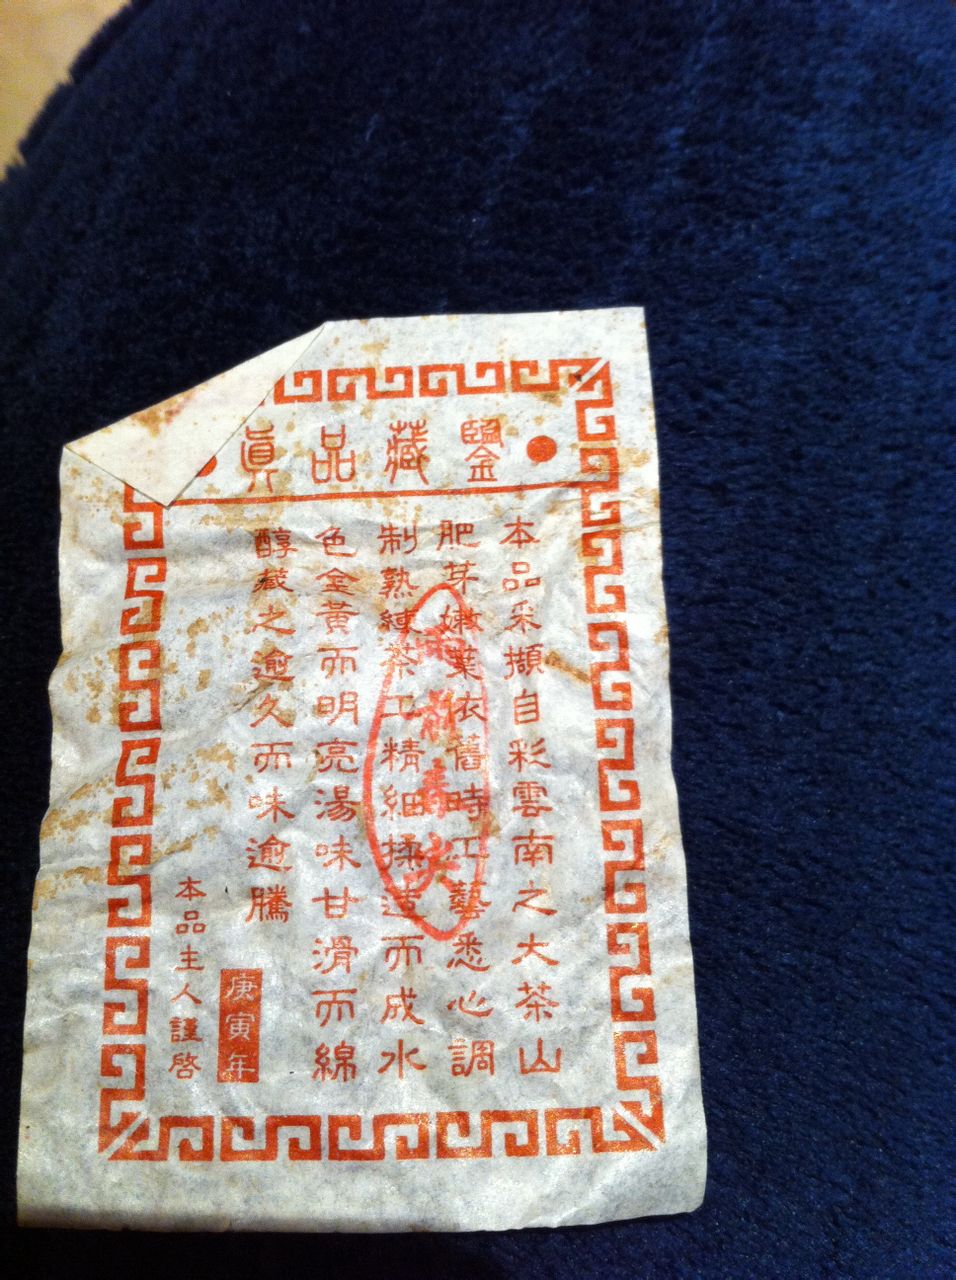 鑒藏品眞
本品采擷自彩雲南之大茶山
肥芽嫩葉依舊時工藝悉心調
制熟練茶工精細揉造而成水
色金黃而明亮湯味甘滑而綿
醇藏之逾久而味逾騰
庚寅年
本品主人謹啓